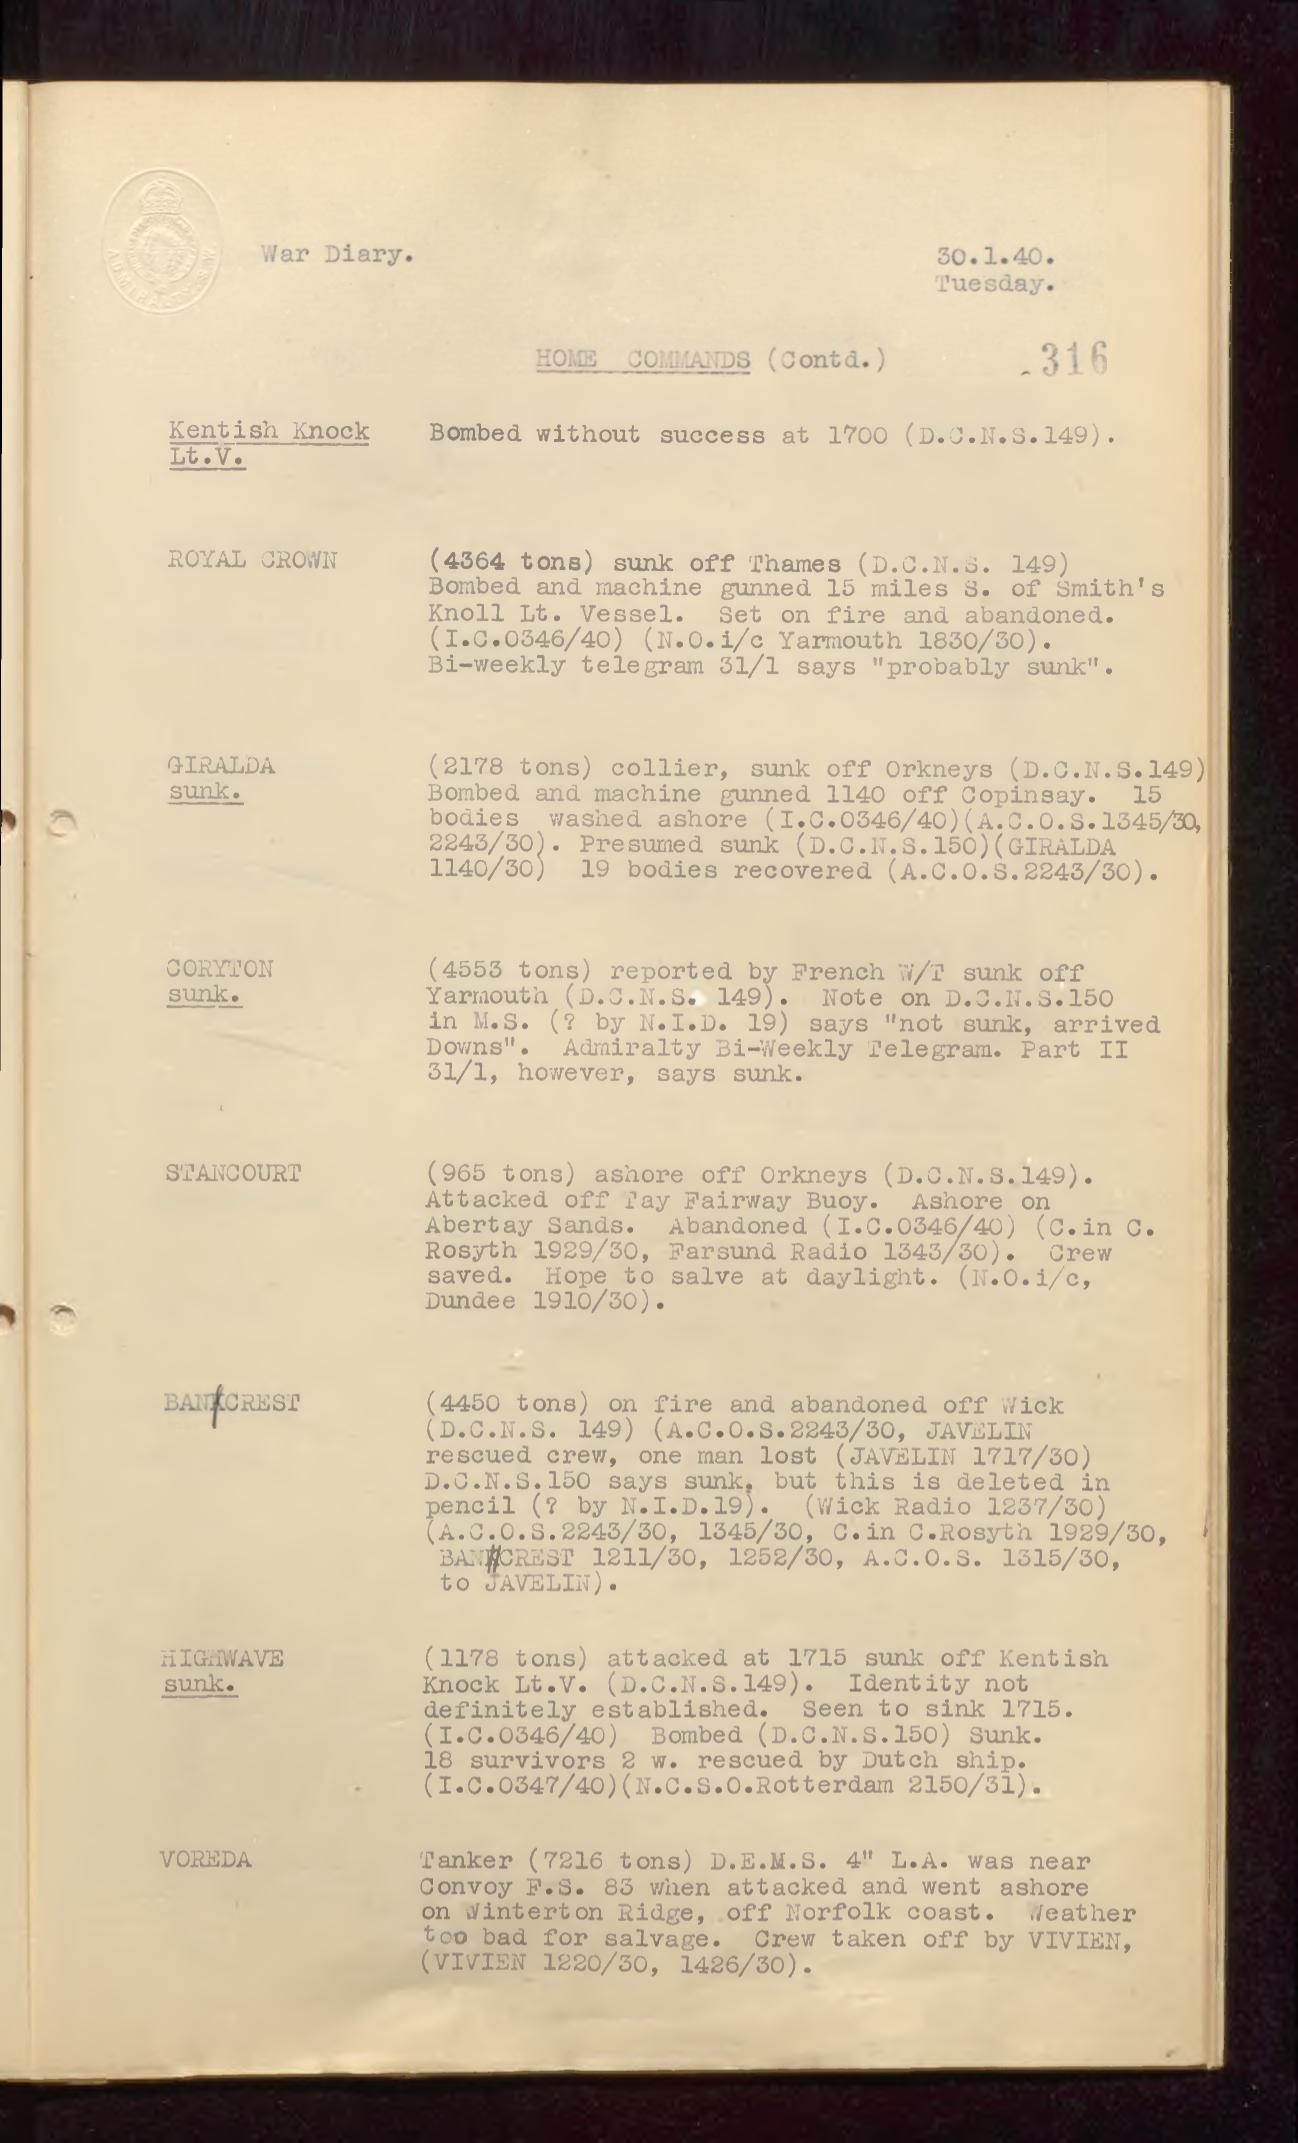 ADMIRALTY S.W
War Diary. 30.1.40.
Tuesday.
HOME COMMANDS (Contd.) 316
Kentish Knock Bombed without success at 1700 (D.C.N.S.149).
Lt.V.
ROYAL CROWN (4364 tons) sunk off Thames (D.C.N.S. 149)
Bombed and machine gunned 15 miles S. of Smith's
Knoll Lt. Vessel. Set on fire and abandoned.
(I.C.0346/40) (N.O.i/c Yarmouth 1830/30).
Bi-weekly telegram 31/1 says "probably sunk".
GIRALDA (2178 tons) collier, sunk off Orkneys (D.C.N.S.149)
sunk. Bombed and machine gunned 1140 off Copinsay. 15
bodies washed ashore (I.C.0346/40)(A.C.O.S.1345/30,
2243/30). Presumed sunk (D.C.N.S.150)(GIRALDA
1140/30) 19 bodies recovered (A.C.O.S.2243/30).
CORYTON (4553 tons) reported by French W/T sunk off
sunk. Yarmouth (D.C.N.S. 149). Note on D.C.N.S.150
in M.S. (? by N.I.D. 19) says "not sunk, arrived
Downs". Admiralty Bi-Weekly Telegram. Part II
31/1, however, says sunk.
STANCOURT (965 tons) ashore off Orkneys (D.C.N.S.149).
Attacked off Tay Fairway Buoy. Ashore on
Abertay Sands. Abandoned (I.C.0346/40) (C.in C.
Rosyth 1929/30, Farsund Radio 1343/30). Crew
saved. Hope to salve at daylight. (N.O.i/c,
Dundee 1910/30).
BANKCREST (4450 tons) on fire and abandoned off Wick
(D.C.N.S. 149) (A.C.O.S.2243/30, JAVELIN
rescued crew, one man lost (JAVELIN 1717/30)
D.C.N.S.150 says sunk, but this is deleted in
pencil (? by N.I.D.19). (Wick Radio 1237/30)
(A.C.O.S.2243/30, 1345/30, C.in C.Rosyth 1929/30,
BANKCREST 1211/30, 1252/30, A.C.O.S. 1315/30,
to JAVELIN).
HIGHWAVE (1178 tons) attacked at 1715 sunk off Kentish
sunk. Knock Lt.V. (D.C.N.S.149). Identity not
definitely established. Seen to sink 1715.
(I.C.0346/40) Bombed (D.C.N.S.150) Sunk.
18 survivors 2 w. rescued by Dutch ship.
(I.C.0347/40)(N.C.S.O.Rotterdam 2150/31).
VOREDA Tanker (7216 tons) D.E.M.S. 4" L.A. was near
Convoy F.S. 83 when attacked and went ashore
on Winterton Ridge, off Norfolk coast. Weather
too bad for salvage. Crew taken off by VIVIEN,
(VIVIEN 1220/30, 1426/30).